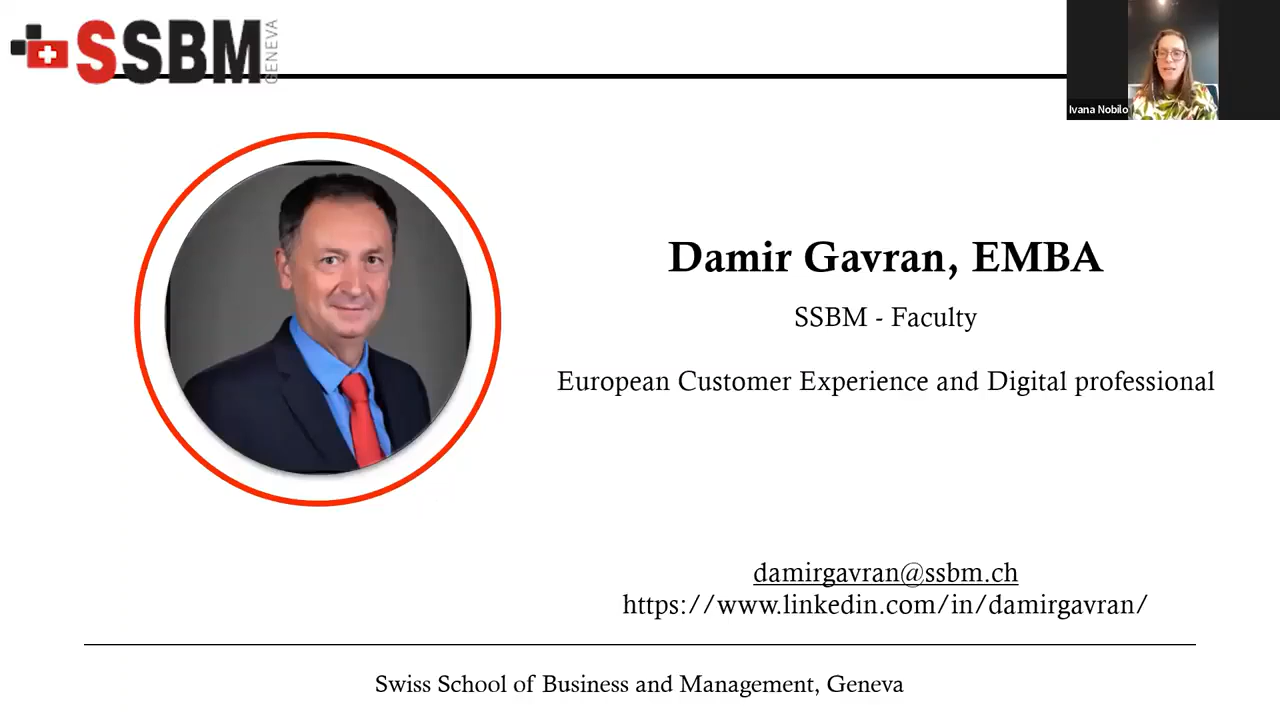 SSBM
GENEVA
Ivana Nobilo
Damir Gavran, EMBA
SSBM - Faculty
European Customer Experience and Digital professional
damirgavran@ssbm.ch
https://www.linkedin.com/in/damirgavran/
Swiss School of Business and Management, Geneva